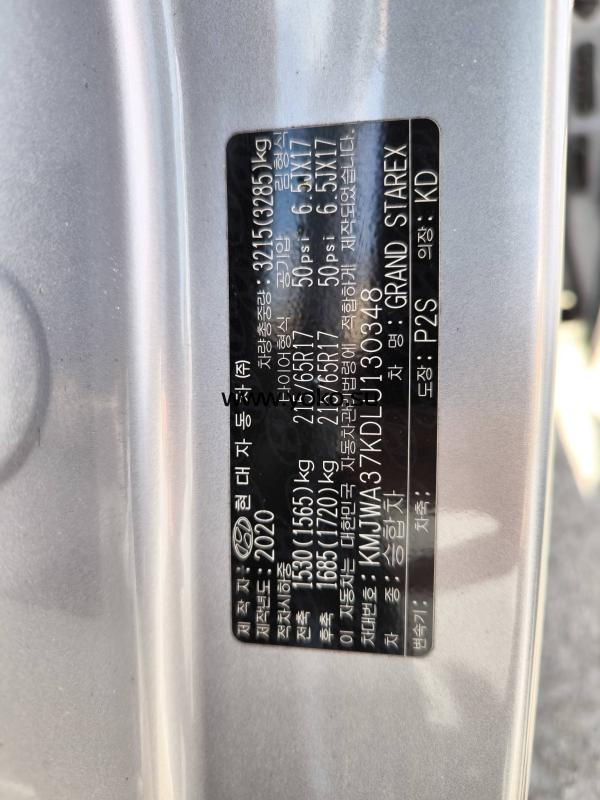 제 작 자 : 현대자동차(주)
제작년도 : 2020 차량총중량 : 3215(3285)kg
적차시하중 타이어형식 공기압 림형식
전축 1530(1565)kg 215/65R17 50psi 6.5JX17
후축 1685(1720)kg 215/65R17 50psi 6.5JX17
이 자동차는 대한민국 자동차관리법령에 적합하게 제작되었습니다.
차대번호 : KMJWA37KDLU130348
차 종 : 승합차 차 명 : GRAND STAREX
변속기 : 차축 : 도장 : P2S 의장 : KD